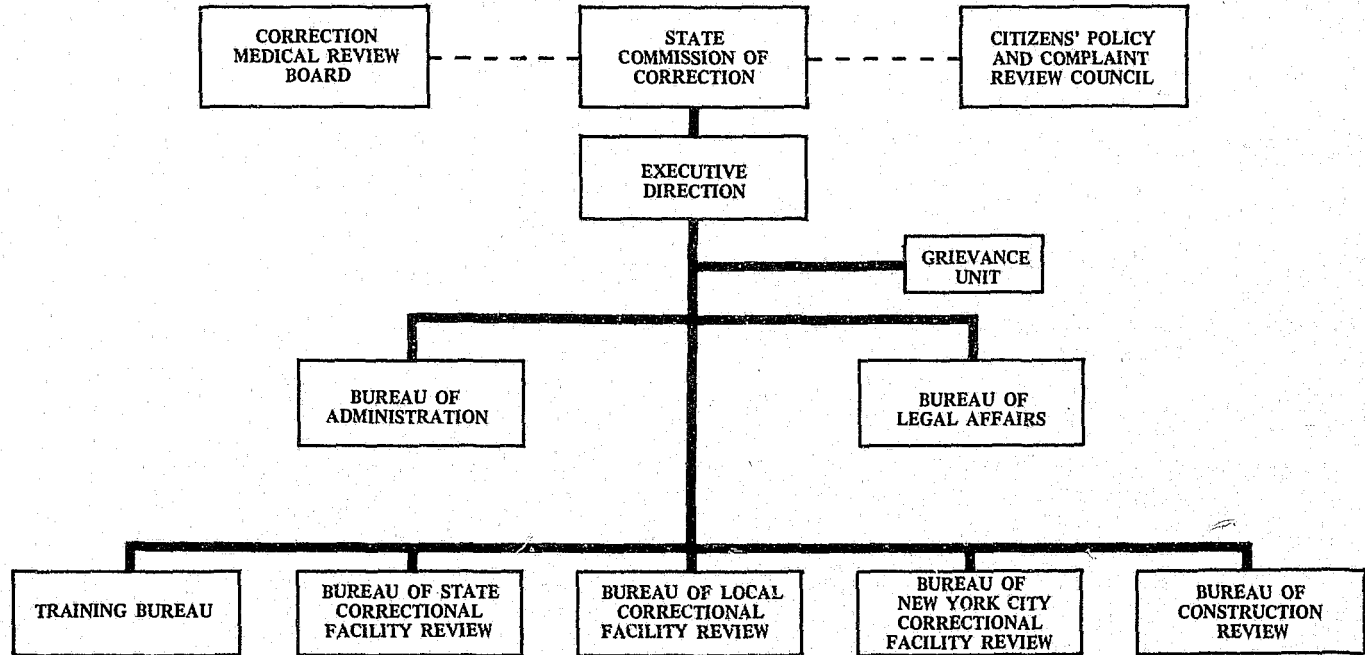 CORRECTION
MEDICAL REVIEW
BOARD
STATE
COMMISSION OF
CORRECTION
CITIZENS' POLICY
AND COMPLAINT
REVIEW COUNCIL
EXECUTIVE
DIRECTION
GRIEVANCE
UNIT
BUREAU OF
ADMINISTRATION
BUREAU OF
LEGAL AFFAIRS
TRAINING BUREAU
BUREAU OF STATE
CORRECTIONAL
FACILITY REVIEW
BUREAU OF LOCAL
CORRECTIONAL
FACILITY REVIEW
BUREAU OF
NEW YORK CITY
CORRECTIONAL
FACILITY REVIEW
BUREAU OF
CONSTRUCTION
REVIEW